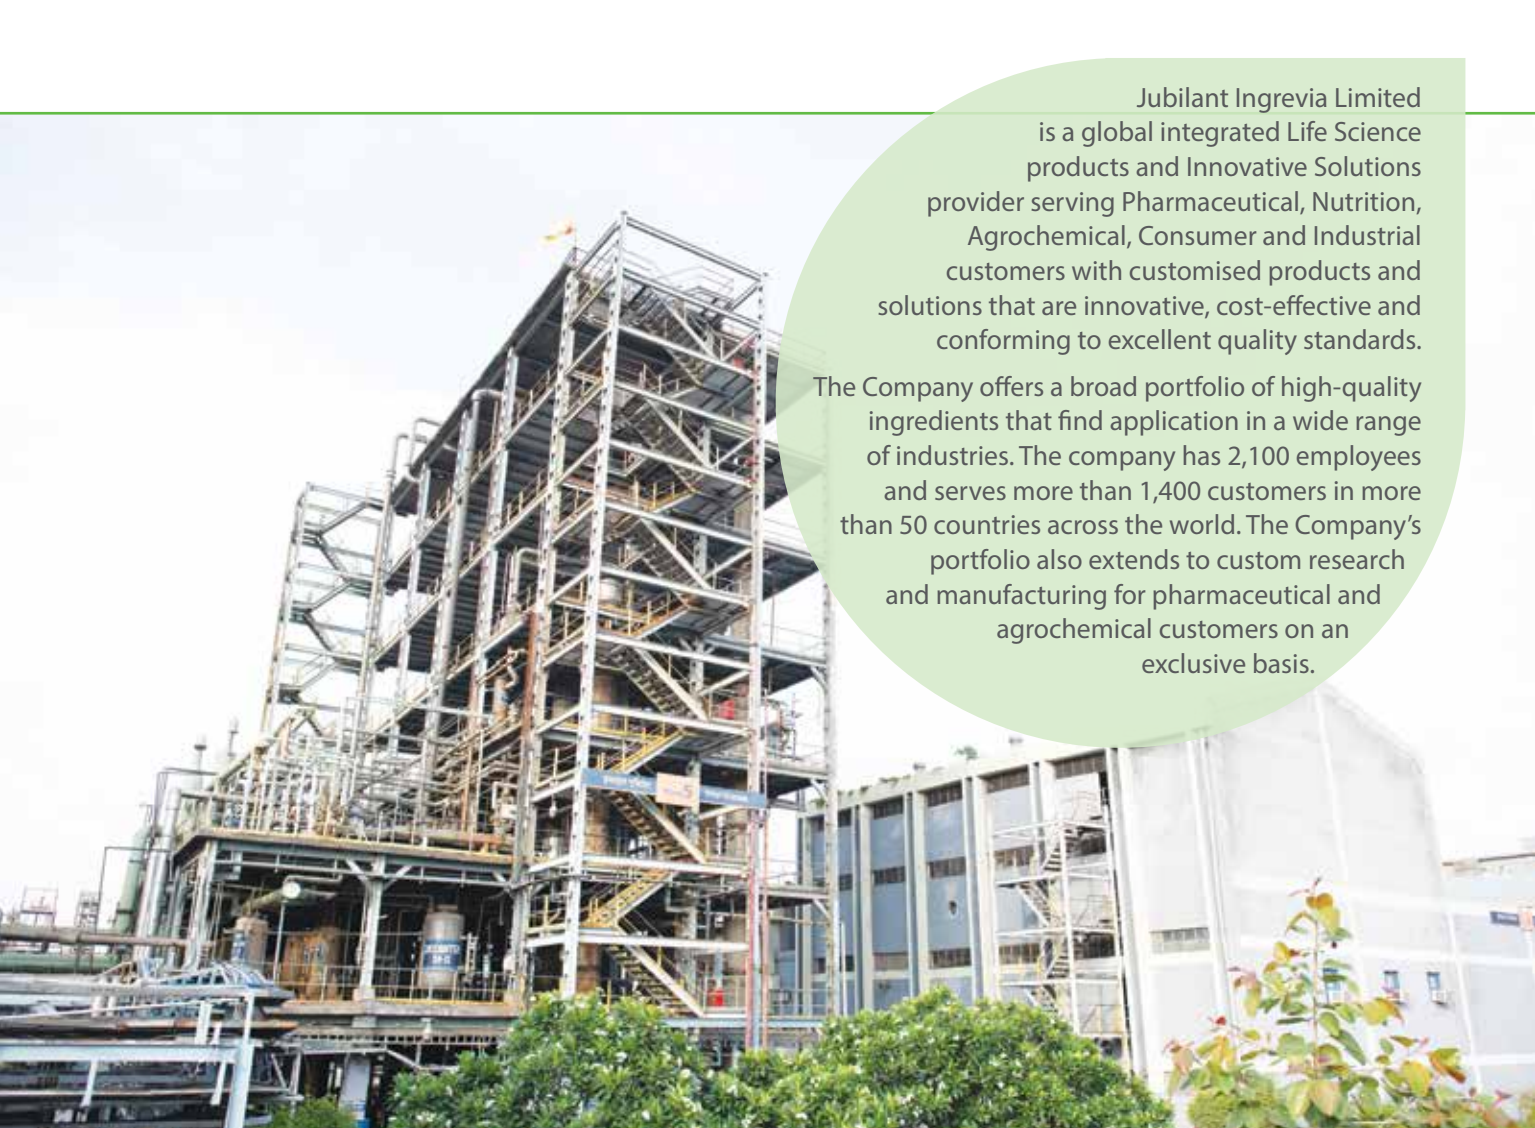 Jubilant Ingrevia Limited
is a global integrated Life Science
products and Innovative Solutions
provider serving Pharmaceutical, Nutrition,
Agrochemical, Consumer and Industrial
customers with customised products and
solutions that are innovative, cost-effective and
conforming to excellent quality standards.
The Company offers a broad portfolio of high-quality
ingredients that find application in a wide range
of industries. The company has 2,100 employees
and serves more than 1,400 customers in more
than 50 countries across the world. The Company’s
portfolio also extends to custom research
and manufacturing for pharmaceutical and
agrochemical customers on an
exclusive basis.